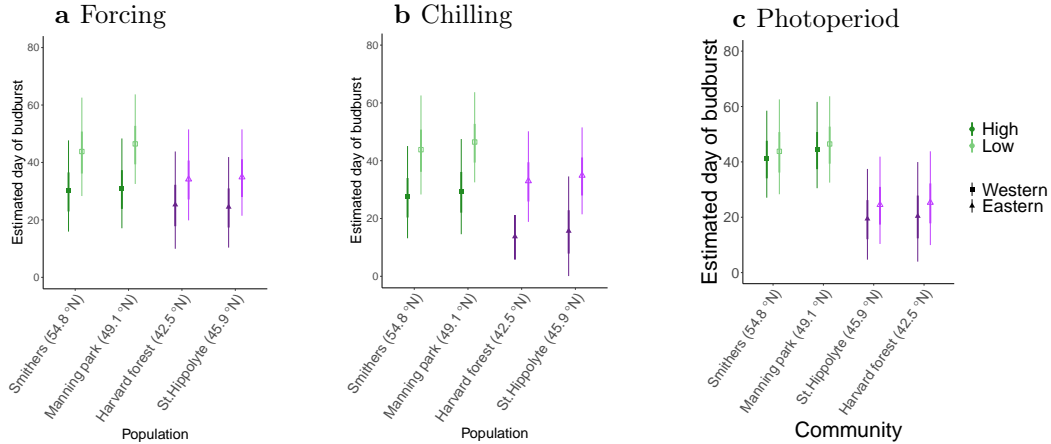 a Forcing
Estimated day of budburst
80
60
40
20
0
Smithers (54.8 °N)
Manning park (49.1 °N)
Harvard forest (42.5 °N)
St.Hippolyte (45.9 °N)
Population
b Chilling
Estimated day of budburst
80
60
40
20
0
Smithers (54.8 °N)
Manning park (49.1 °N)
Harvard forest (42.5 °N)
St.Hippolyte (45.9 °N)
Population
c Photoperiod
Estimated day of budburst
80
60
40
20
0
Smithers (54.8 °N)
Manning park (49.1 °N)
St.Hippolyte (45.9 °N)
Harvard forest (42.5 °N)
Community
High
Low
Western
Eastern